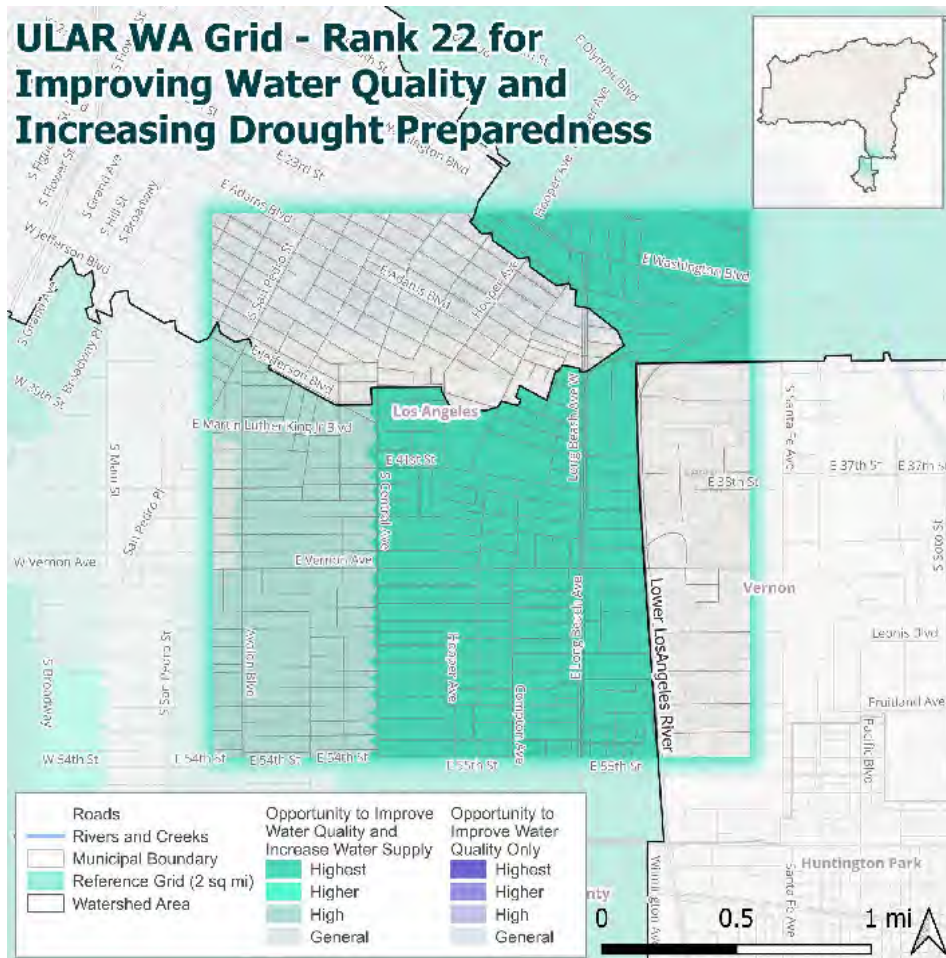 ULAR WA Grid - Rank 22 for
Improving Water Quality and
Increasing Drought Preparedness
E Olympic Blvd
Hooper Ave
E 23rd St
S Flower St
S Grand Ave
S Hill St
S Broadway
W Jefferson Blvd
E Adams Blvd
S San Pedro St
E Adams Blvd
Hooper Ave
E Washington Blvd
S Grand Ave
Broadway Pl
W 35th St
E Jefferson Blvd
Los Angeles
E Martin Luther King Jr Blvd
E 41st St
S Central Ave
Long Beach Ave W
S Santa Fe Ave
E 37th St
E 37th St
E 38th St
S Main St
San Pedro Pl
S Soto St
W Vernon Ave
E Vernon Ave
Vernon
Lower LosAngeles River
Leonis Blvd
Fruitland Ave
Pacific Blvd
S Broadway
S San Pedro St
Avalon Blvd
Hooper Ave
Compton Ave
E Long Beach Ave
W 54th St
E 54th St
E 54th St
E 54th St
E 55th St
E 55th St
Huntington Park
Santa Fe Ave
Wilmington Ave
nty
Roads
Rivers and Creeks
Municipal Boundary
Reference Grid (2 sq mi)
Watershed Area
Opportunity to Improve
Water Quality and
Increase Water Supply
Highest
Higher
High
General
Opportunity to
Improve Water
Quality Only
Highest
Higher
High
General
0 0.5 1 mi